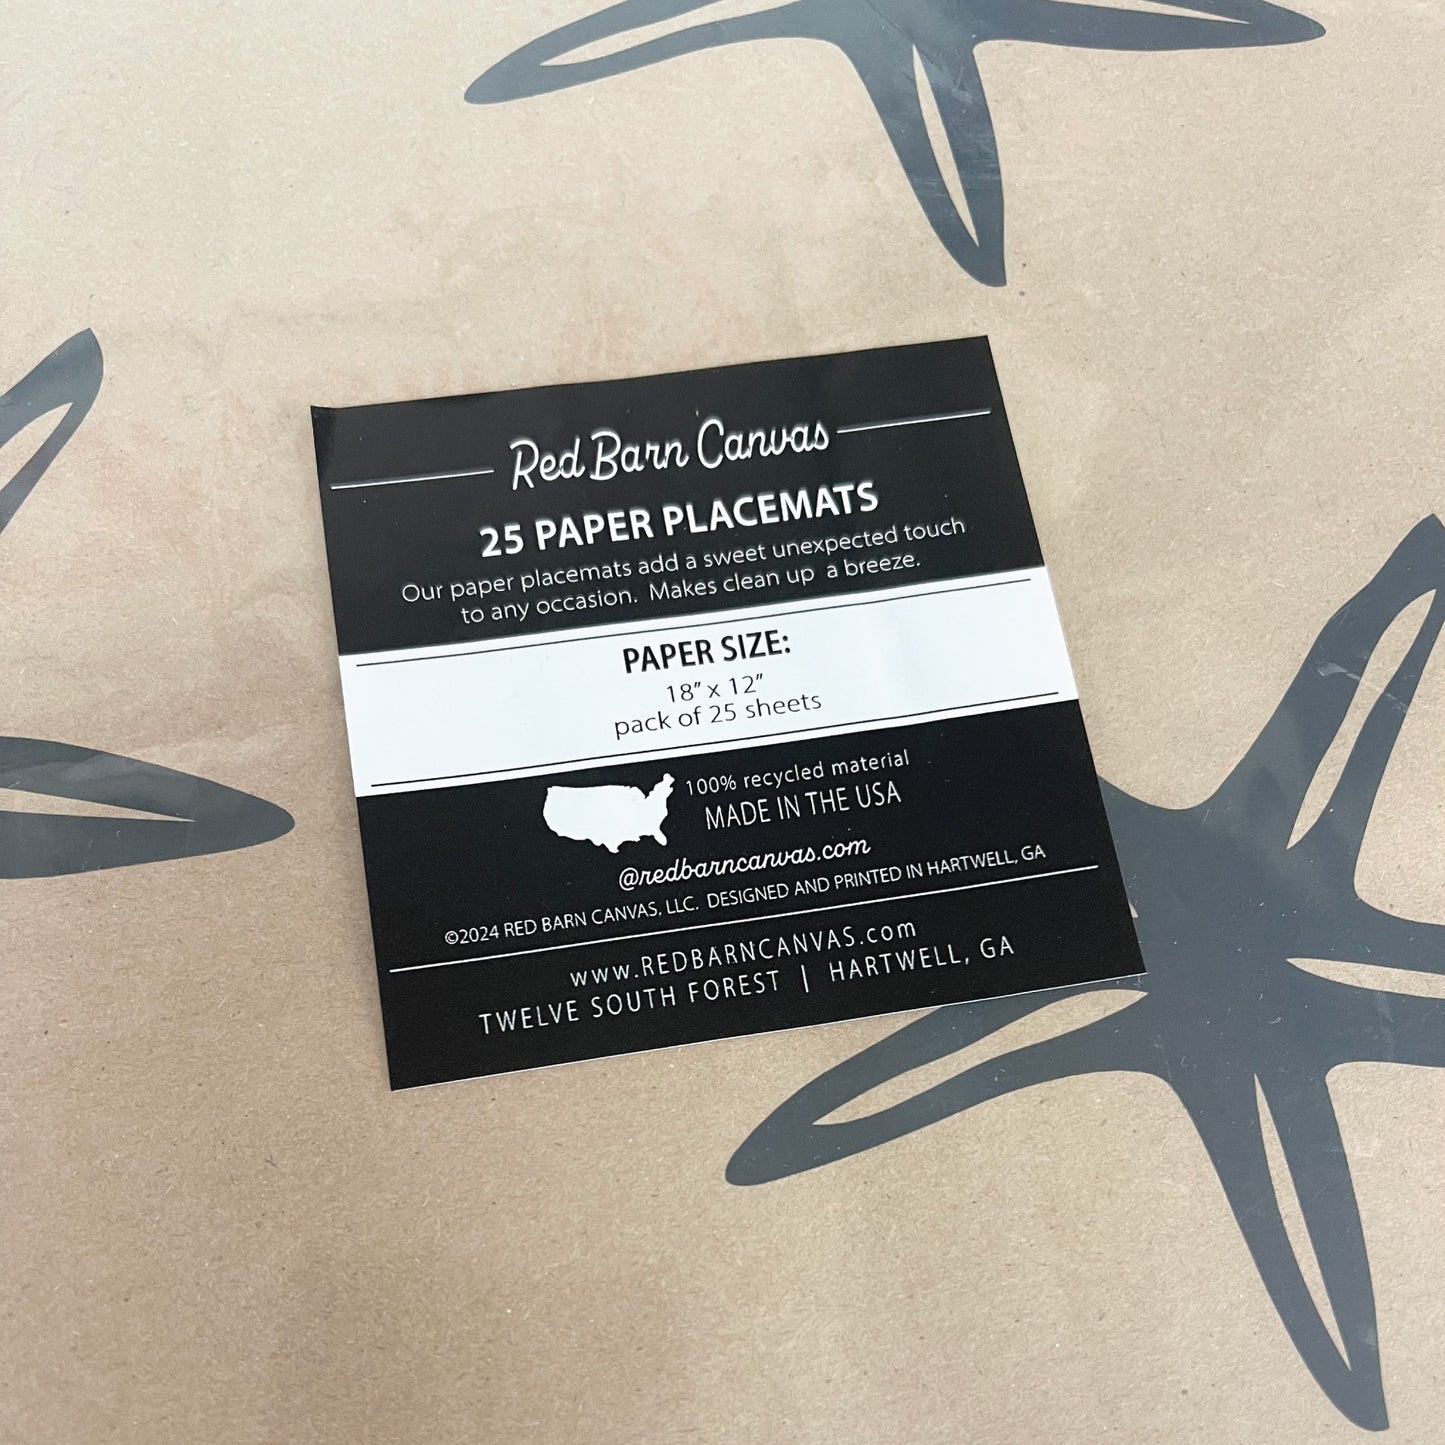 Red Barn Canvas
25 PAPER PLACEMATS
Our paper placemats add a sweet unexpected touch
to any occasion. Makes clean up a breeze.
PAPER SIZE:
18" x 12"
pack of 25 sheets
100% recycled material
MADE IN THE USA
@redbarncanvas.com
©2024 RED BARN CANVAS, LLC. DESIGNED AND PRINTED IN HARTWELL, GA
www.REDBARNCANVAS.com
TWELVE SOUTH FOREST | HARTWELL, GA